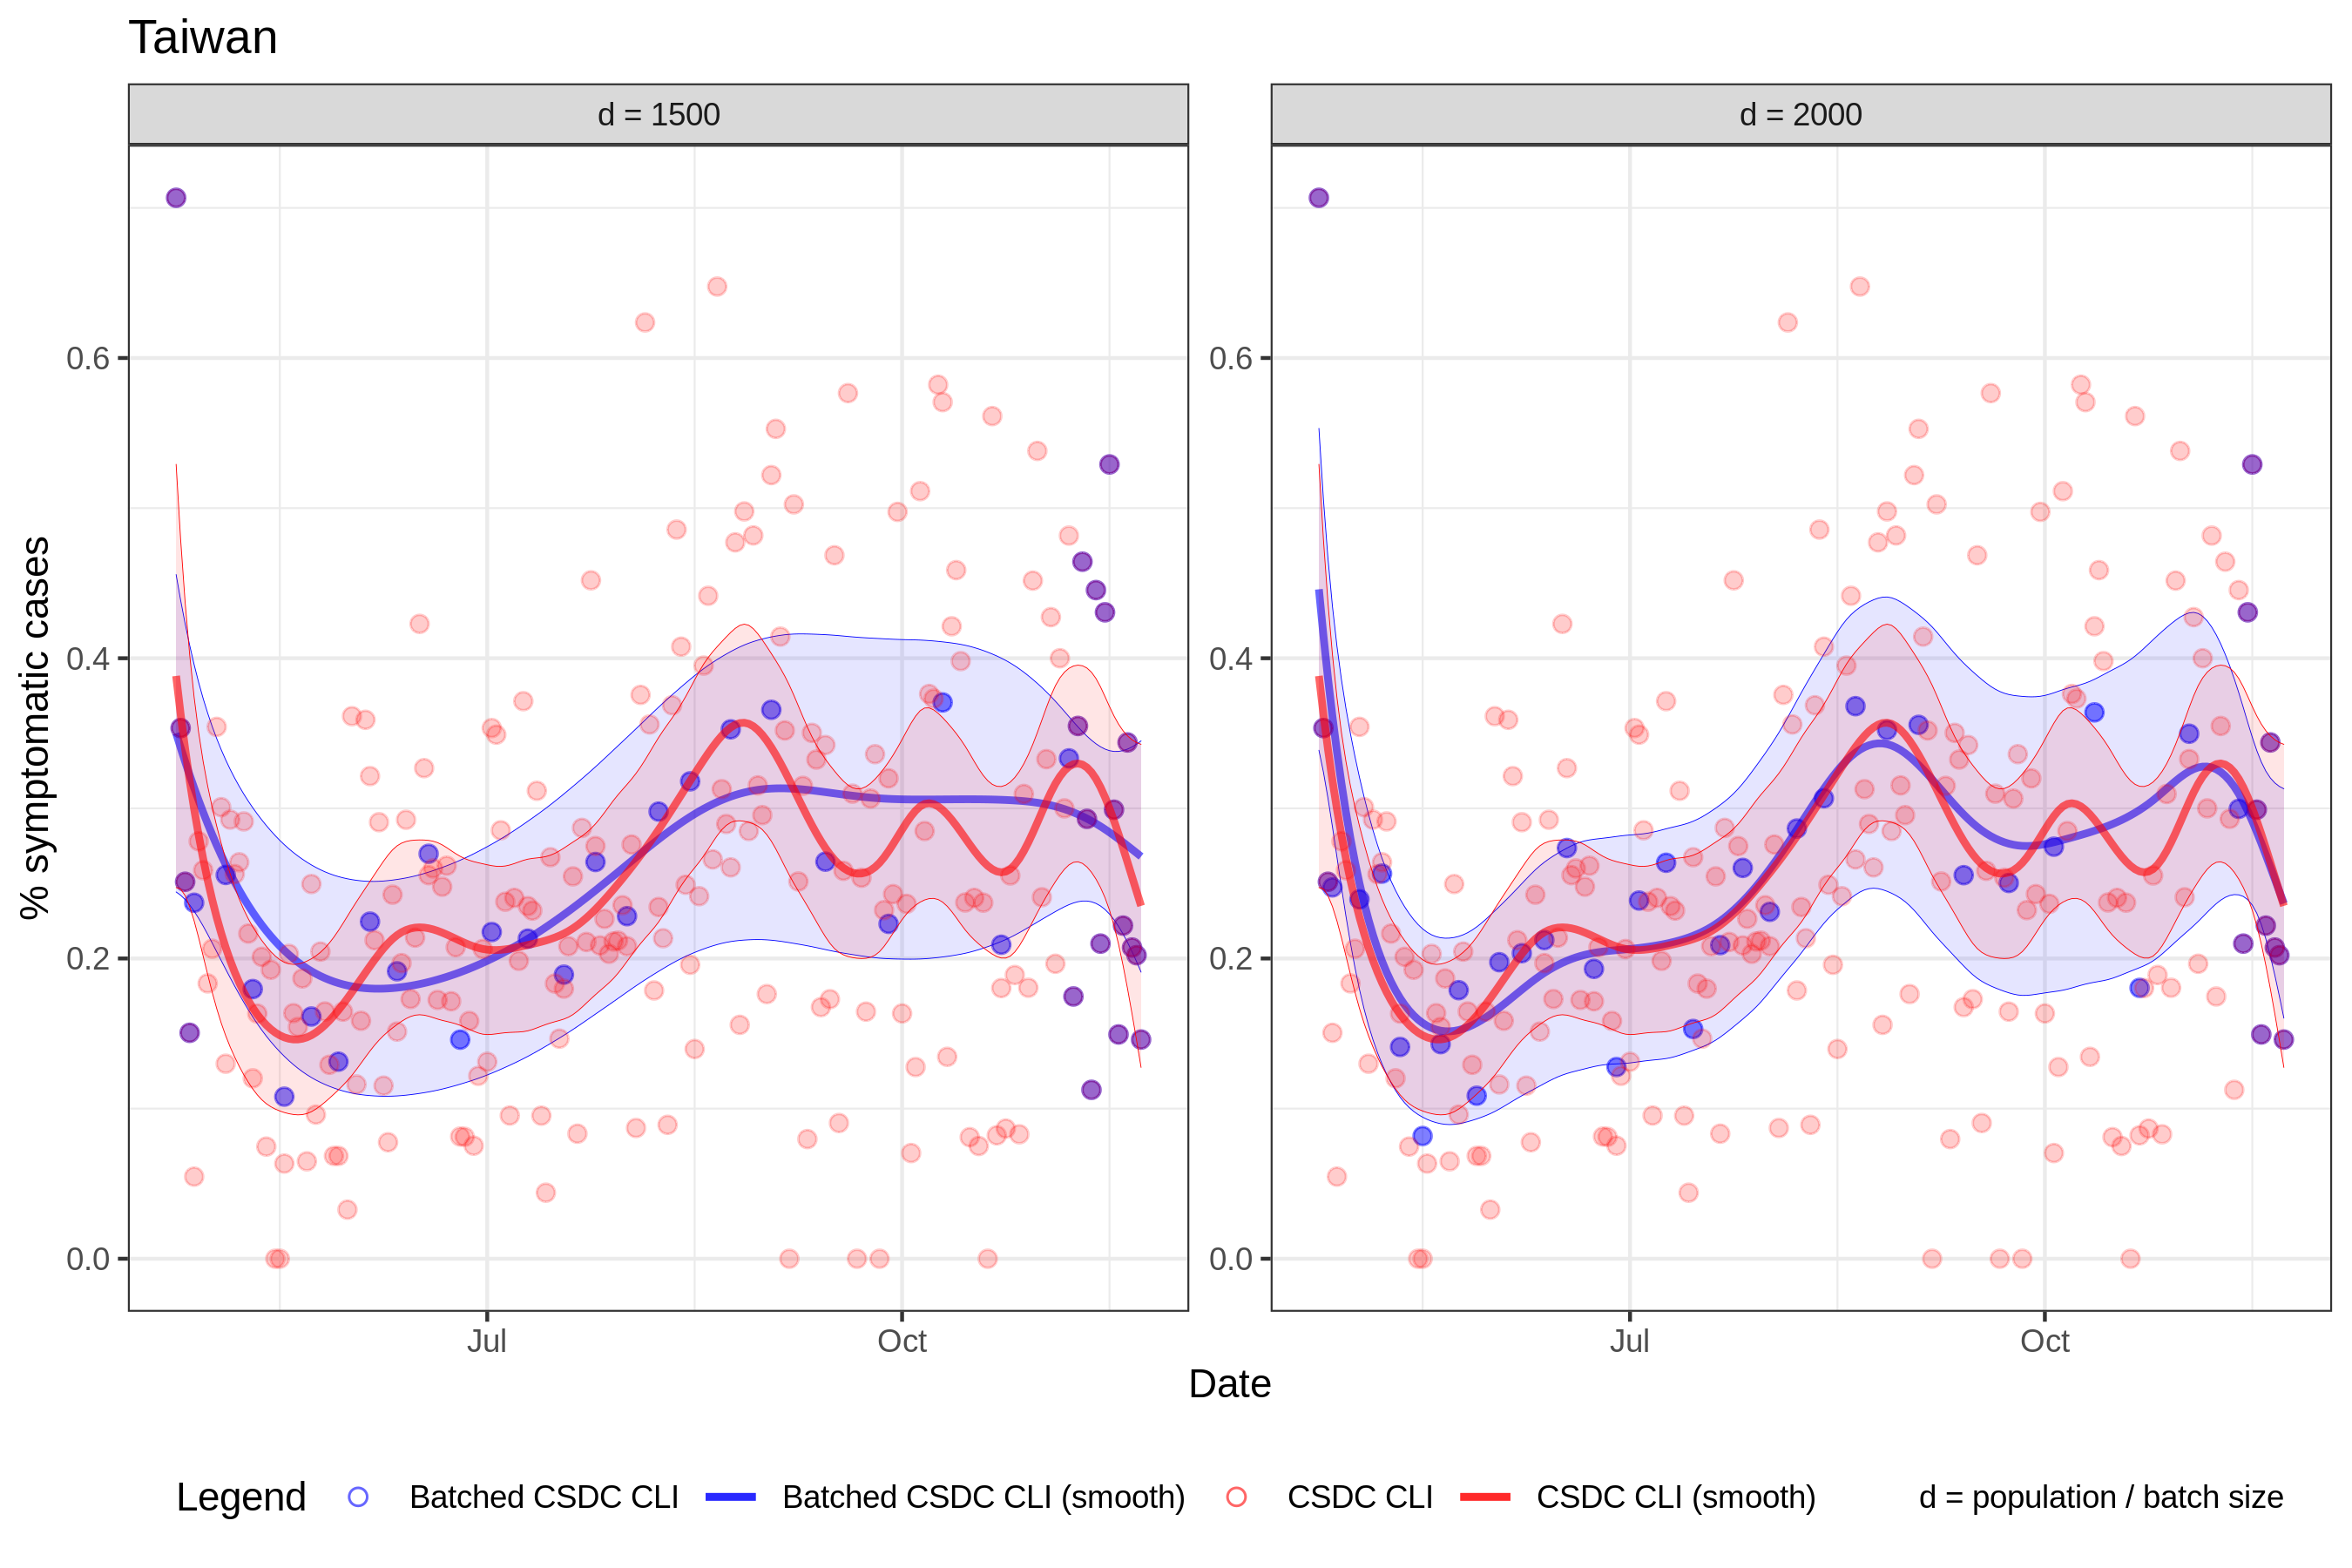 Taiwan
d = 1500
d = 2000
% symptomatic cases
0.6
0.4
0.2
0.0
0.6
0.4
0.2
0.0
Jul
Oct
Jul
Oct
Date
Legend
Batched CSDC CLI
Batched CSDC CLI (smooth)
CSDC CLI
CSDC CLI (smooth)
d = population / batch size